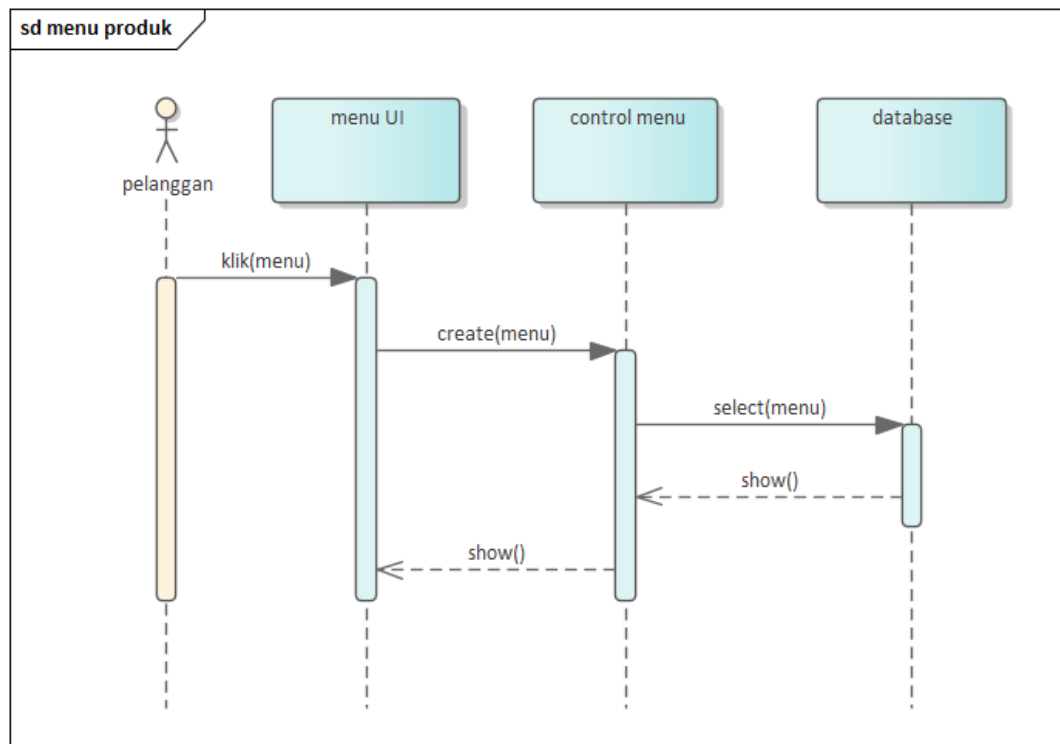 sd menu produk
menu UI
control menu
database
pelanggan
klik(menu)
create(menu)
select(menu)
show()
show()